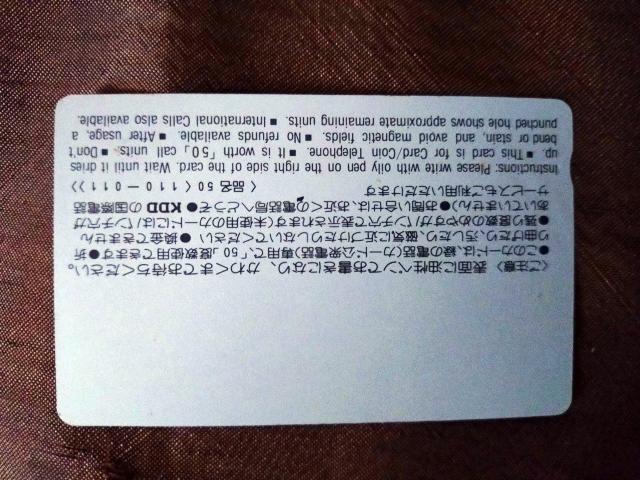 〈ご注意〉 表面に油性ペンでお書きになり、かわくまでお待ちください。
●このカードは、緑の電話(カード公衆電話)専用で、「50」度数使用できます●折
り曲げたり、汚したり、磁気に近づけたりしないでください ●換金できません
●残り度数のめやすがパンチ穴で表示されます(未使用のカードにはパンチ穴が
あいていません)●お問い合せは、お近くの電話局へどうぞ ●KDDの国際電話
サービスもご利用いただけます
〈品名 50〈110-011〉〉
Instructions: Please write with oily pen on the right side of the card. Wait until it dries
up. ■ This card is for Card/Coin Telephone. ■ It is worth「50」call units. ■ Don't
bend or stain, and avoid magnetic fields. ■ No refunds available. ■ After usage, a
punched hole shows approximate remaining units. ■ International Calls also available.